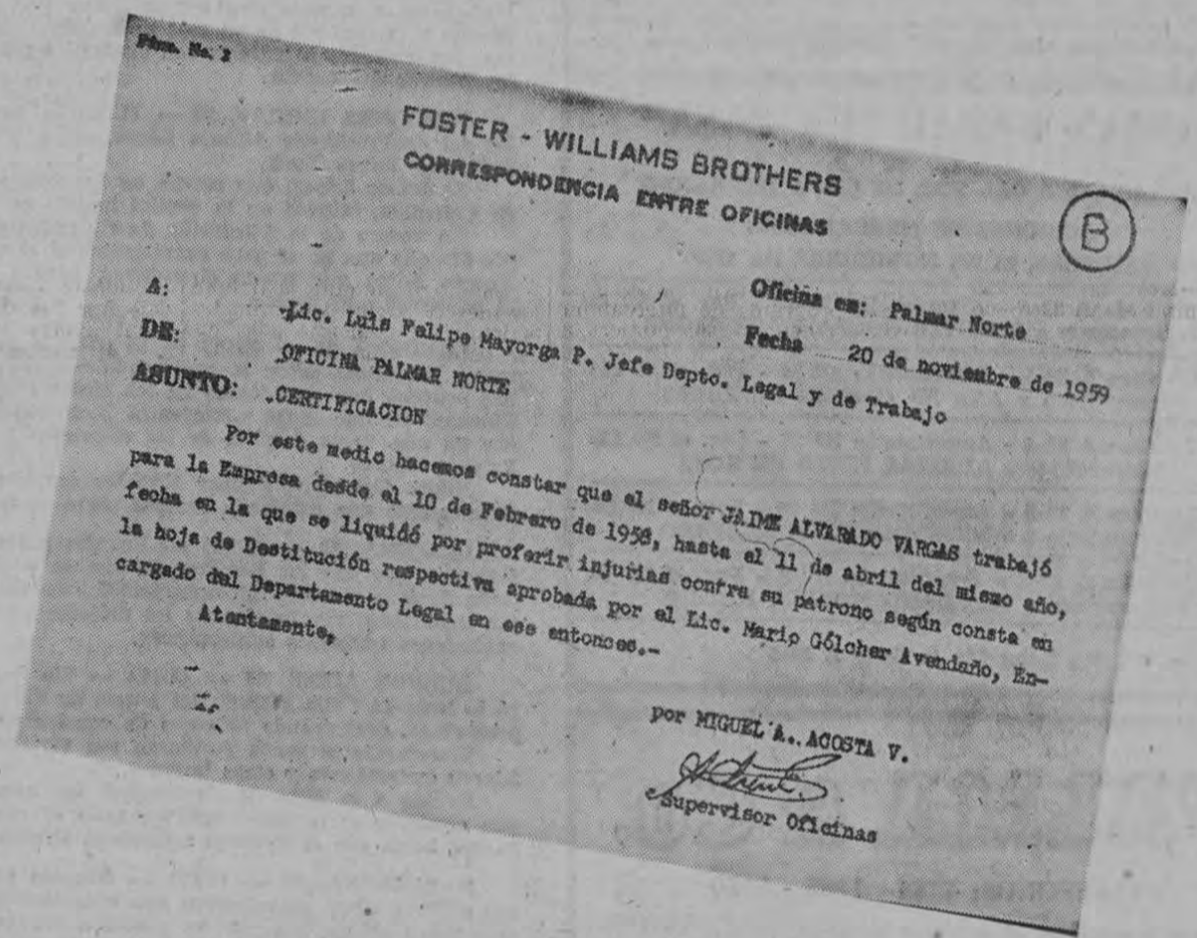 No. 2
FOSTER - WILLIAMS BROTHERS
CORRESPONDENCIA ENTRE OFICINAS
B
Oficina en: Palmar Norte
Fecha 20 de noviembre de 1959
A: Lic. Luis Felipe Mayorga P. Jefe Depto. Legal y de Trabajo
DE: OFICINA PALMAR NORTE
ASUNTO: CERTIFICACION
Por este medio hacemos constar que el señor JAIME ALVARADO VARGAS trabajó
para la Empresa desde el 10 de Febrero de 1958, hasta el 11 de abril del mismo año,
fecha en la que se liquidó por proferir injurias contra su patrono según consta en
la hoja de Destitución respectiva aprobada por el Lic. Mario Gólcher Avendaño, En-
cargado del Departamento Legal en ese entonces.-
Atentamente,
por MIGUEL A. ACOSTA V.
Supervisor Oficinas